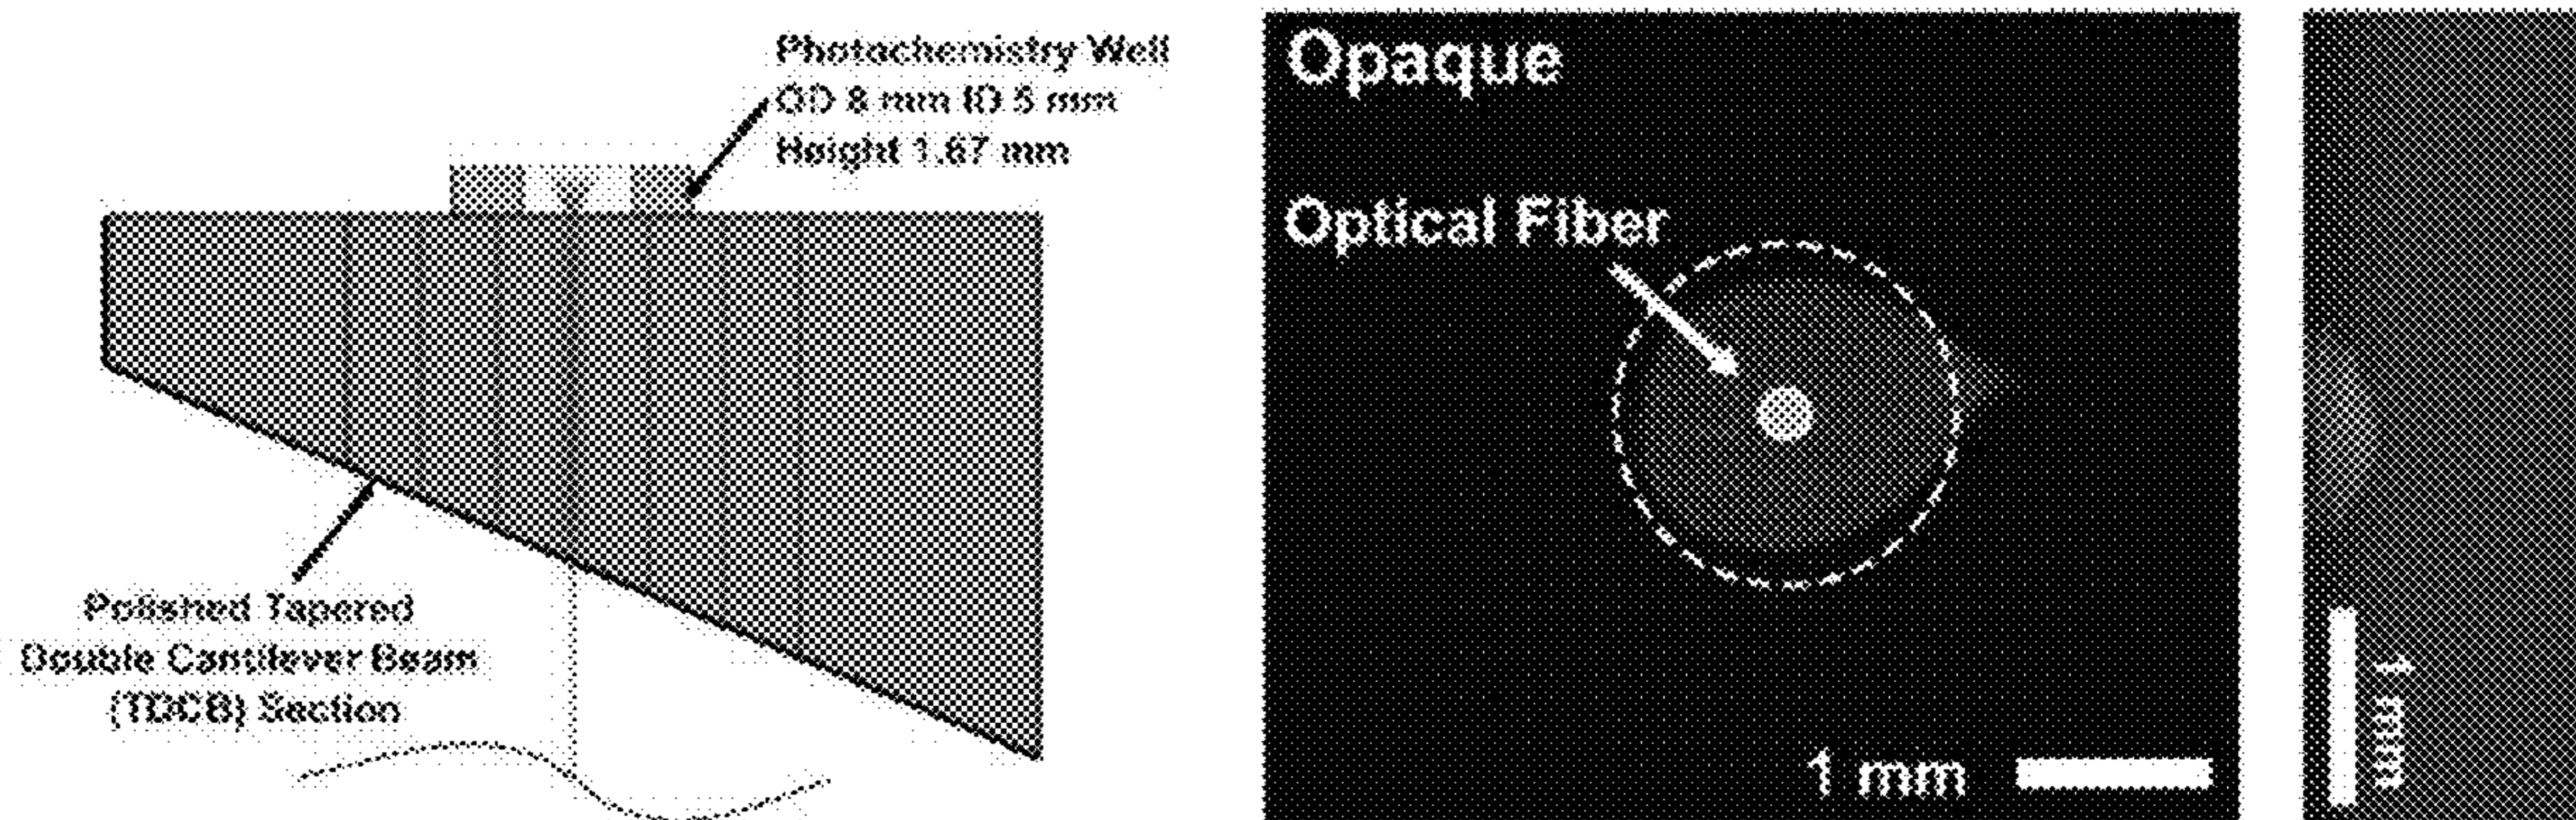 Photochemistry Well
OD 8 mm ID 5 mm
Height 1.67 mm
Polished Tapered
Double Cantilever Beam
(TDCB) Section
Opaque
Optical Fiber
1 mm
1 mm